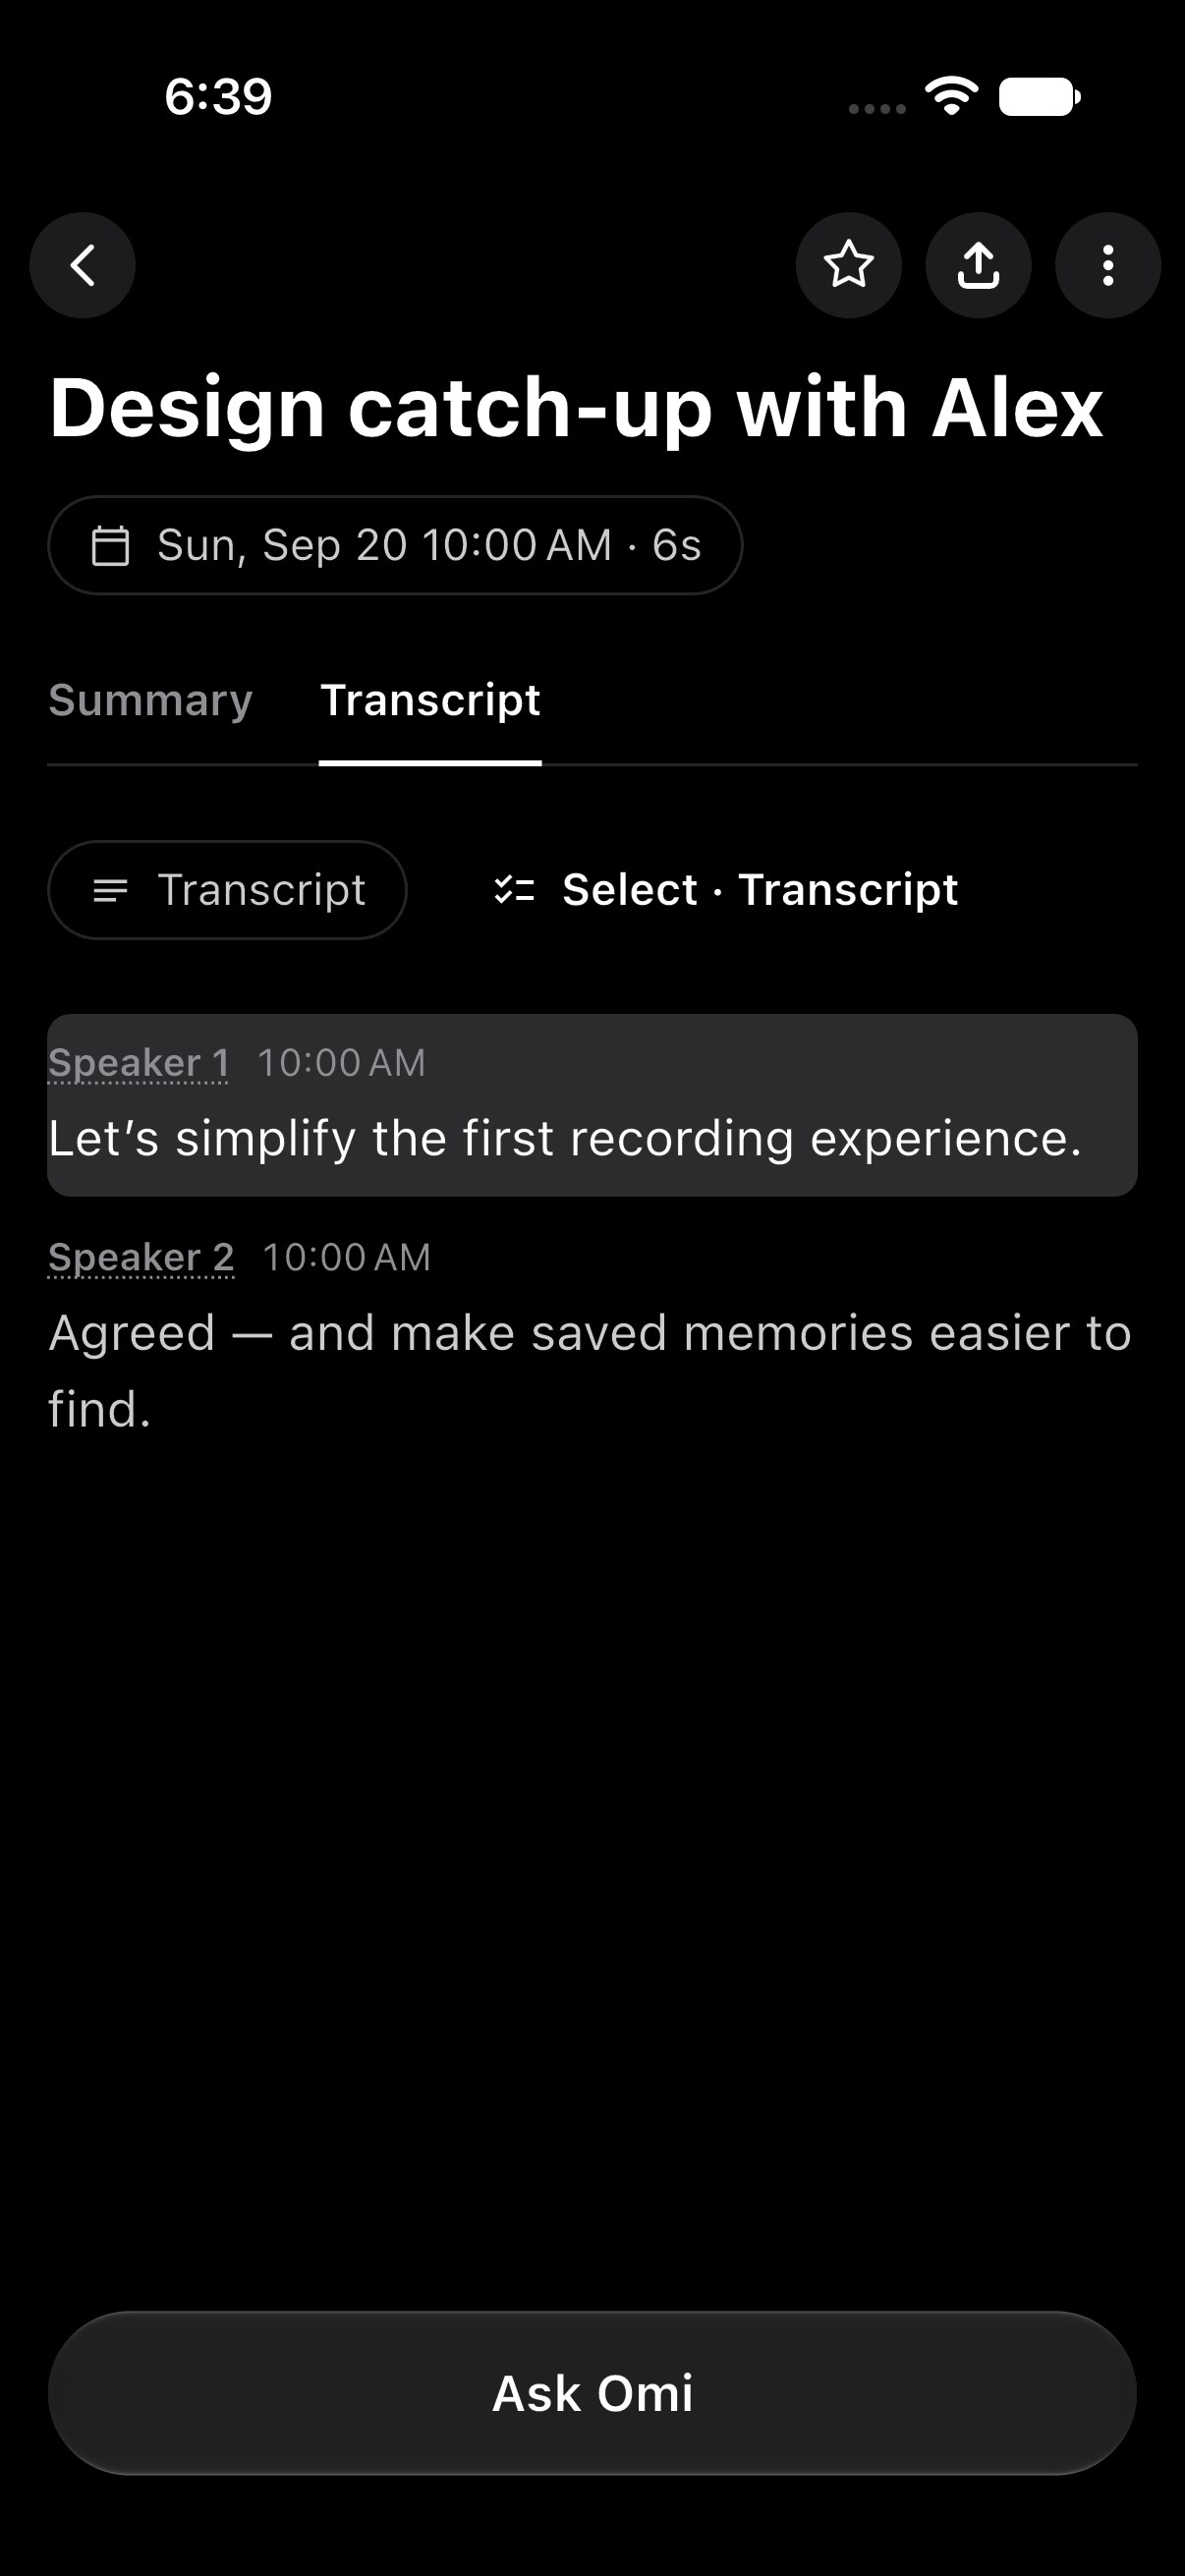 6:39
Design catch-up with Alex
Sun, Sep 20 10:00 AM · 6s
Summary Transcript
Transcript Select · Transcript
Speaker 1 10:00 AM
Let’s simplify the first recording experience.
Speaker 2 10:00 AM
Agreed — and make saved memories easier to
find.
Ask Omi